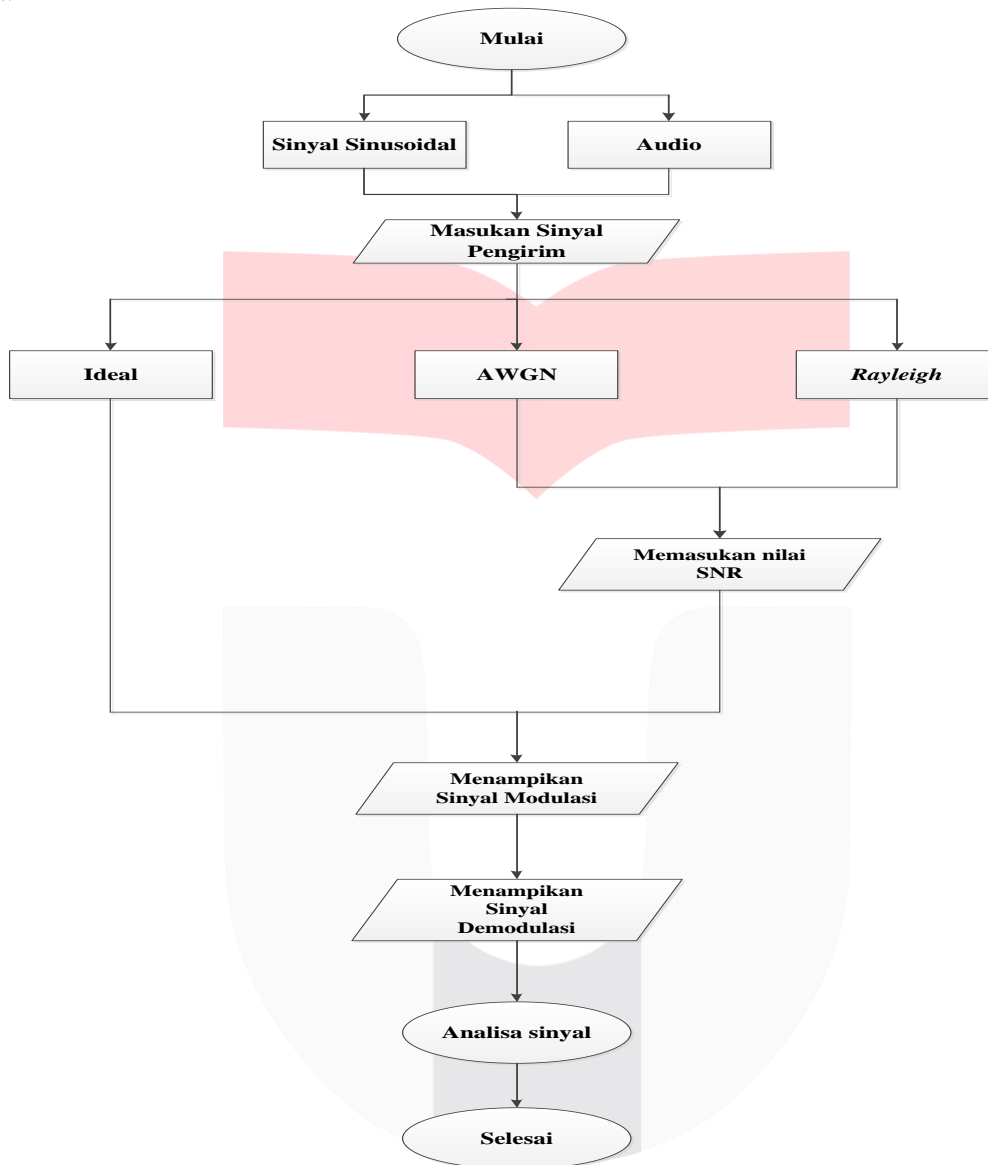 Mulai
Sinyal Sinusoidal
Audio
Masukan Sinyal
Pengirim
Ideal
AWGN
Rayleigh
Memasukan nilai
SNR
Menampikan
Sinyal Modulasi
Menampikan
Sinyal
Demodulasi
Analisa sinyal
Selesai